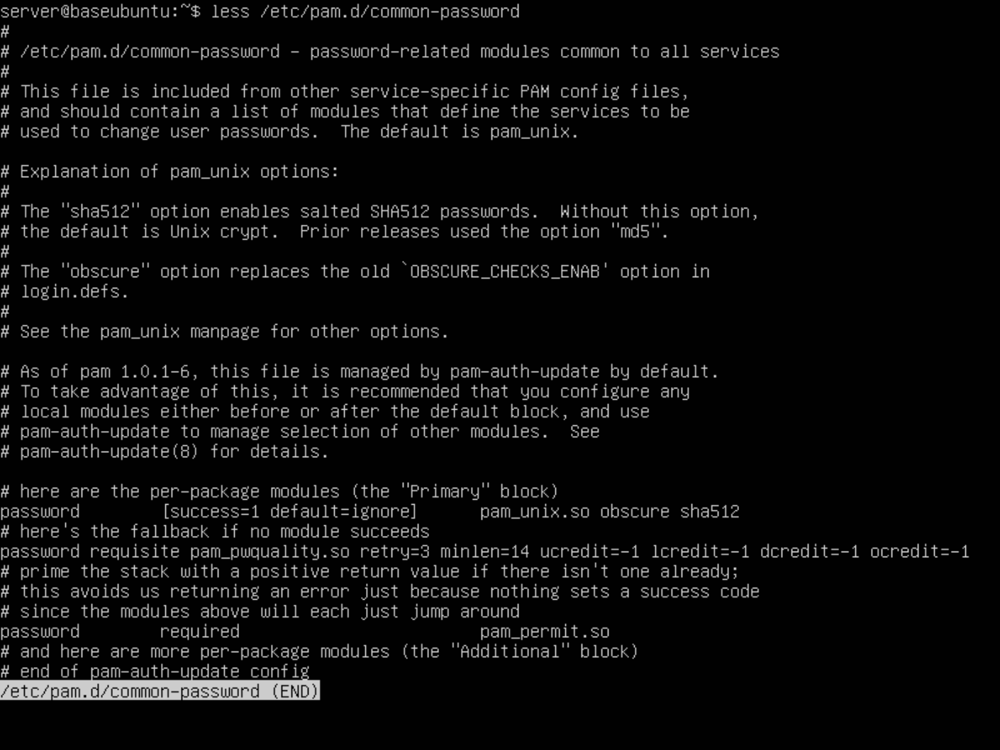 server@baseubuntu:~$ less /etc/pam.d/common-password
#
# /etc/pam.d/common-password - password-related modules common to all services
#
# This file is included from other service-specific PAM config files,
# and should contain a list of modules that define the services to be
# used to change user passwords.  The default is pam_unix.

# Explanation of pam_unix options:
#
# The "sha512" option enables salted SHA512 passwords.  Without this option,
# the default is Unix crypt.  Prior releases used the option "md5".
#
# The "obscure" option replaces the old `OBSCURE_CHECKS_ENAB' option in
# login.defs.
#
# See the pam_unix manpage for other options.

# As of pam 1.0.1-6, this file is managed by pam-auth-update by default.
# To take advantage of this, it is recommended that you configure any
# local modules either before or after the default block, and use
# pam-auth-update to manage selection of other modules.  See
# pam-auth-update(8) for details.

# here are the per-package modules (the "Primary" block)
password        [success=1 default=ignore]      pam_unix.so obscure sha512
# here's the fallback if no module succeeds
password requisite pam_pwquality.so retry=3 minlen=14 ucredit=-1 lcredit=-1 dcredit=-1 ocredit=-1
# prime the stack with a positive return value if there isn't one already;
# this avoids us returning an error just because nothing sets a success code
# since the modules above will each just jump around
password        required                        pam_permit.so
# and here are more per-package modules (the "Additional" block)
# end of pam-auth-update config
/etc/pam.d/common-password (END)